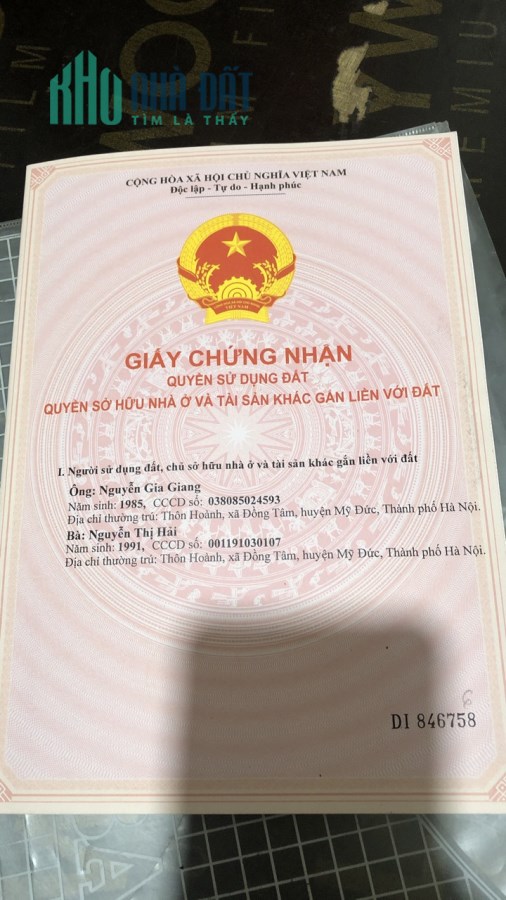 KHO NHÀ ĐẤT
TÌM LÀ THẤY
CỘNG HÒA XÃ HỘI CHỦ NGHĨA VIỆT NAM
Độc lập - Tự do - Hạnh phúc
VIỆT NAM
GIẤY CHỨNG NHẬN
QUYỀN SỬ DỤNG ĐẤT
QUYỀN SỞ HỮU NHÀ Ở VÀ TÀI SẢN KHÁC GẮN LIỀN VỚI ĐẤT
I. Người sử dụng đất, chủ sở hữu nhà ở và tài sản khác gắn liền với đất
Ông: Nguyễn Gia Giang
Năm sinh: 1985, CCCD số: 038085024593
Địa chỉ thường trú: Thôn Hoành, xã Đồng Tâm, huyện Mỹ Đức, Thành phố Hà Nội.
Bà: Nguyễn Thị Hải
Năm sinh: 1991, CCCD số: 001191030107
Địa chỉ thường trú: Thôn Hoành, xã Đồng Tâm, huyện Mỹ Đức, Thành phố Hà Nội.
DI 846758